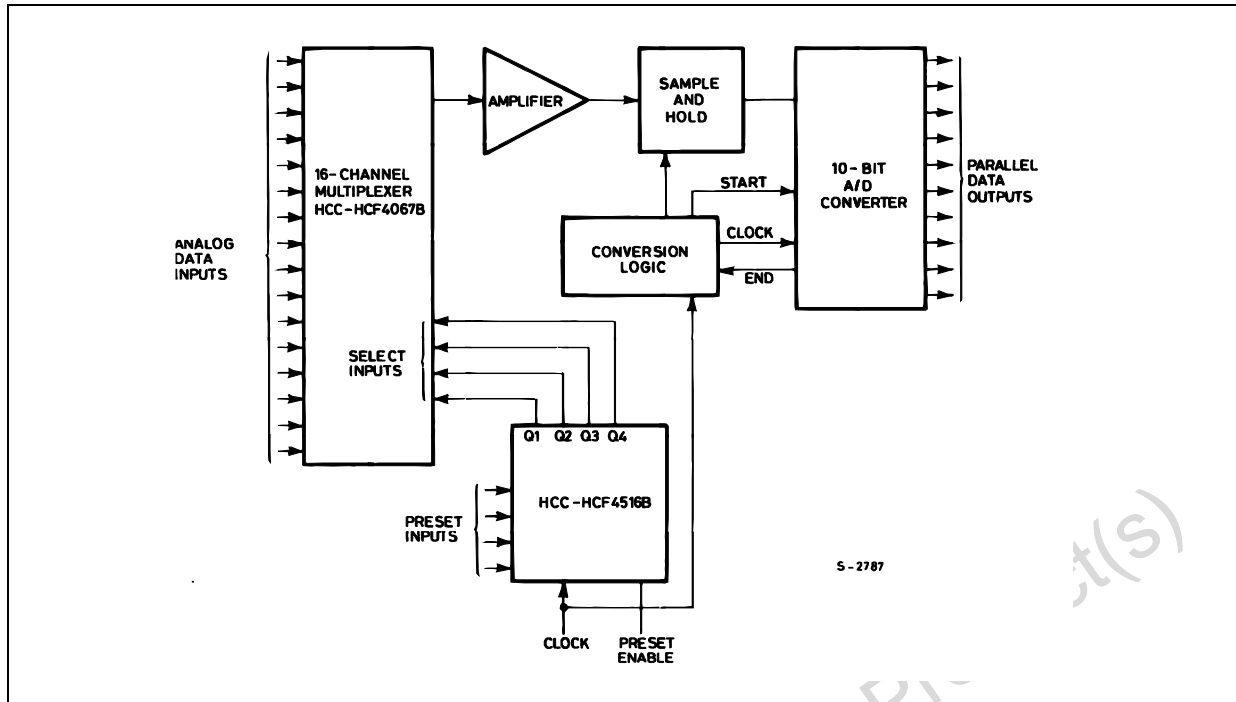 ANALOG
DATA
INPUTS
16-CHANNEL
MULTIPLEXER
HCC-HCF4067B
SELECT
INPUTS
AMPLIFIER
SAMPLE
AND
HOLD
START
CONVERSION
LOGIC
CLOCK
END
10-BIT
A/D
CONVERTER
PARALLEL
DATA
OUTPUTS
Q1 Q2 Q3 Q4
HCC-HCF4516B
PRESET
INPUTS
CLOCK
PRESET
ENABLE
S-2787